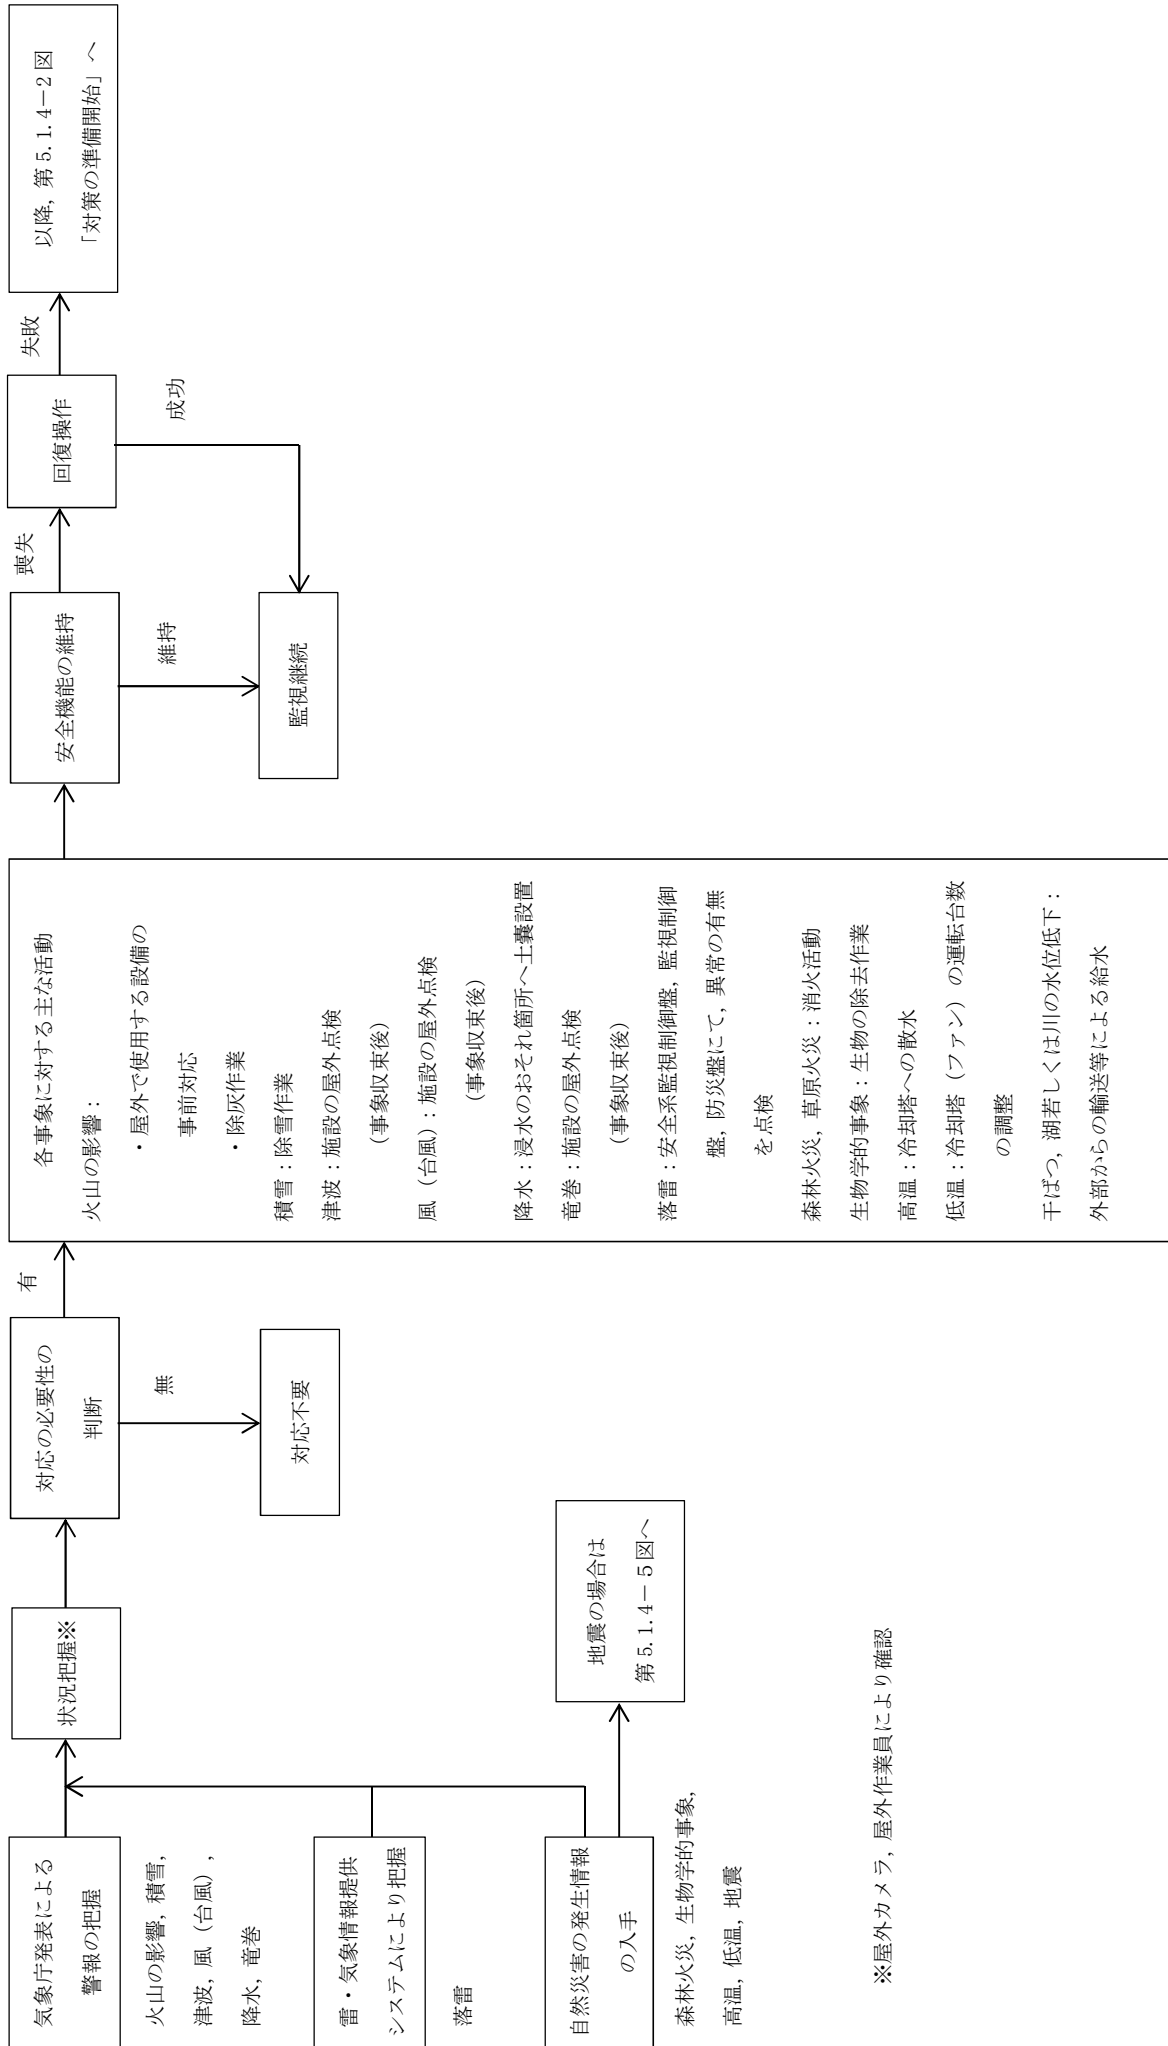 気象庁発表による
警報の把握
火山の影響, 積雪,
津波, 風（台風）,
降水, 竜巻
雷・気象情報提供
システムにより把握
落雷
自然災害の発生情報
の入手
森林火災, 生物学的事象,
高温, 低温, 地震
状況把握※
地震の場合は
第５.１.４－５図へ
対応の必要性の
判断
有
無
対応不要
各事象に対する主な活動
火山の影響：
・屋外で使用する設備の
事前対応
・除灰作業
積雪：除雪作業
津波：施設の屋外点検
(事象収束後)
風（台風）：施設の屋外点検
(事象収束後)
降水：浸水のおそれ箇所へ土嚢設置
竜巻：施設の屋外点検
(事象収束後)
落雷：安全系監視制御盤, 監視制御
盤, 防災盤にて, 異常の有無
を点検
森林火災, 草原火災：消火活動
生物学的事象：生物の除去作業
高温：冷却塔への散水
低温：冷却塔（ファン）の運転台数
の調整
干ばつ, 湖若しくは川の水位低下：
外部からの輸送等による給水
安全機能の維持
喪失
維持
監視継続
回復操作
失敗
成功
以降, 第５.１.４－２図
「対策の準備開始」へ
※屋外カメラ, 屋外作業員により確認